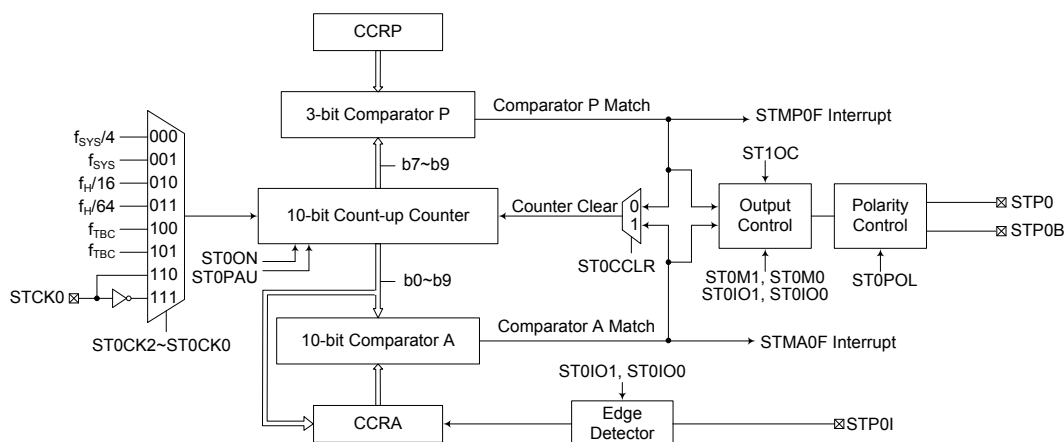 CCRP
3-bit Comparator P
Comparator P Match
STMP0F Interrupt
b7~b9
fSYS/4
000
fSYS
001
fH/16
010
fH/64
011
fTBC
100
fTBC
101
110
111
STCK0
ST0CK2~ST0CK0
10-bit Count-up Counter
ST0ON
ST0PAU
Counter Clear
0
1
ST0CCLR
ST1OC
Output
Control
ST0M1, ST0M0
ST0IO1, ST0IO0
Polarity
Control
ST0POL
STP0
STP0B
b0~b9
10-bit Comparator A
Comparator A Match
STMA0F Interrupt
ST0IO1, ST0IO0
CCRA
Edge
Detector
STP0I